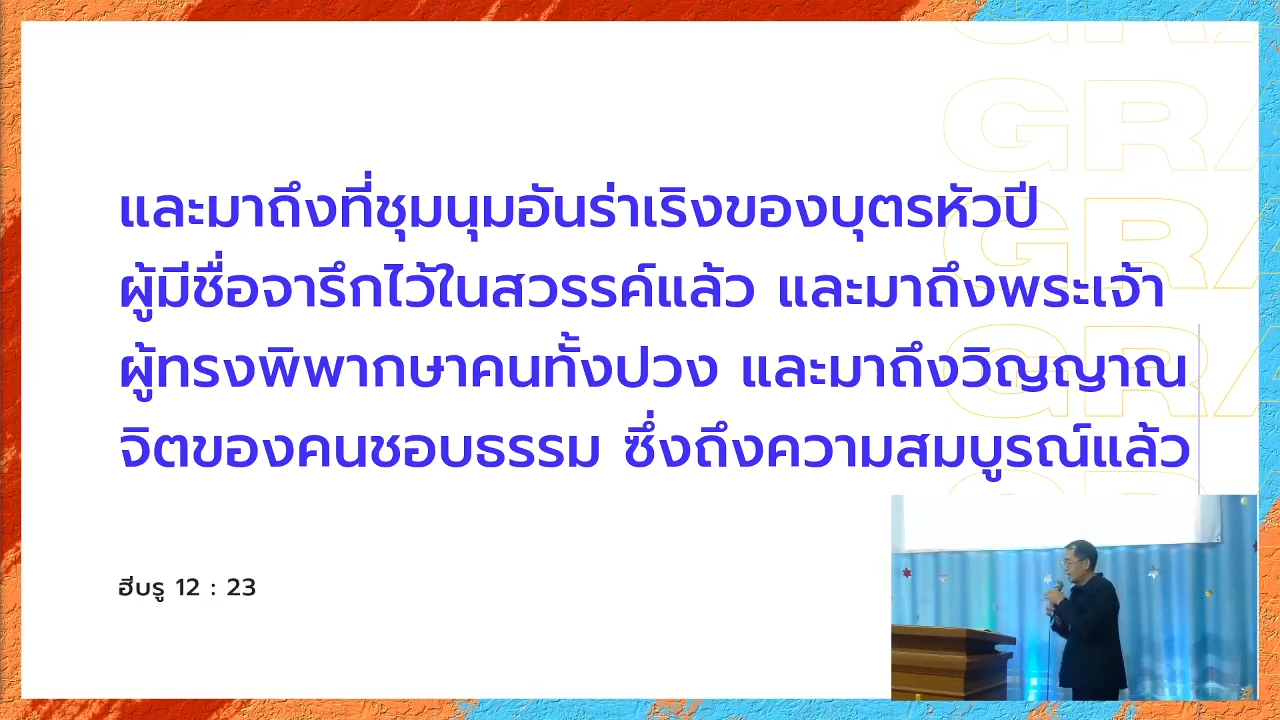 และมาถึงที่ชุมนุมอันร่าเริงของบุตรหัวปี
ผู้มีชื่อจารึกไว้ในสวรรค์แล้ว และมาถึงพระเจ้า
ผู้ทรงพิพากษาคนทั้งปวง และมาถึงวิญญาณ
จิตของคนชอบธรรม ซึ่งถึงความสมบูรณ์แล้ว
ฮีบรู 12 : 23
GRA
GRA
GRA
GRA